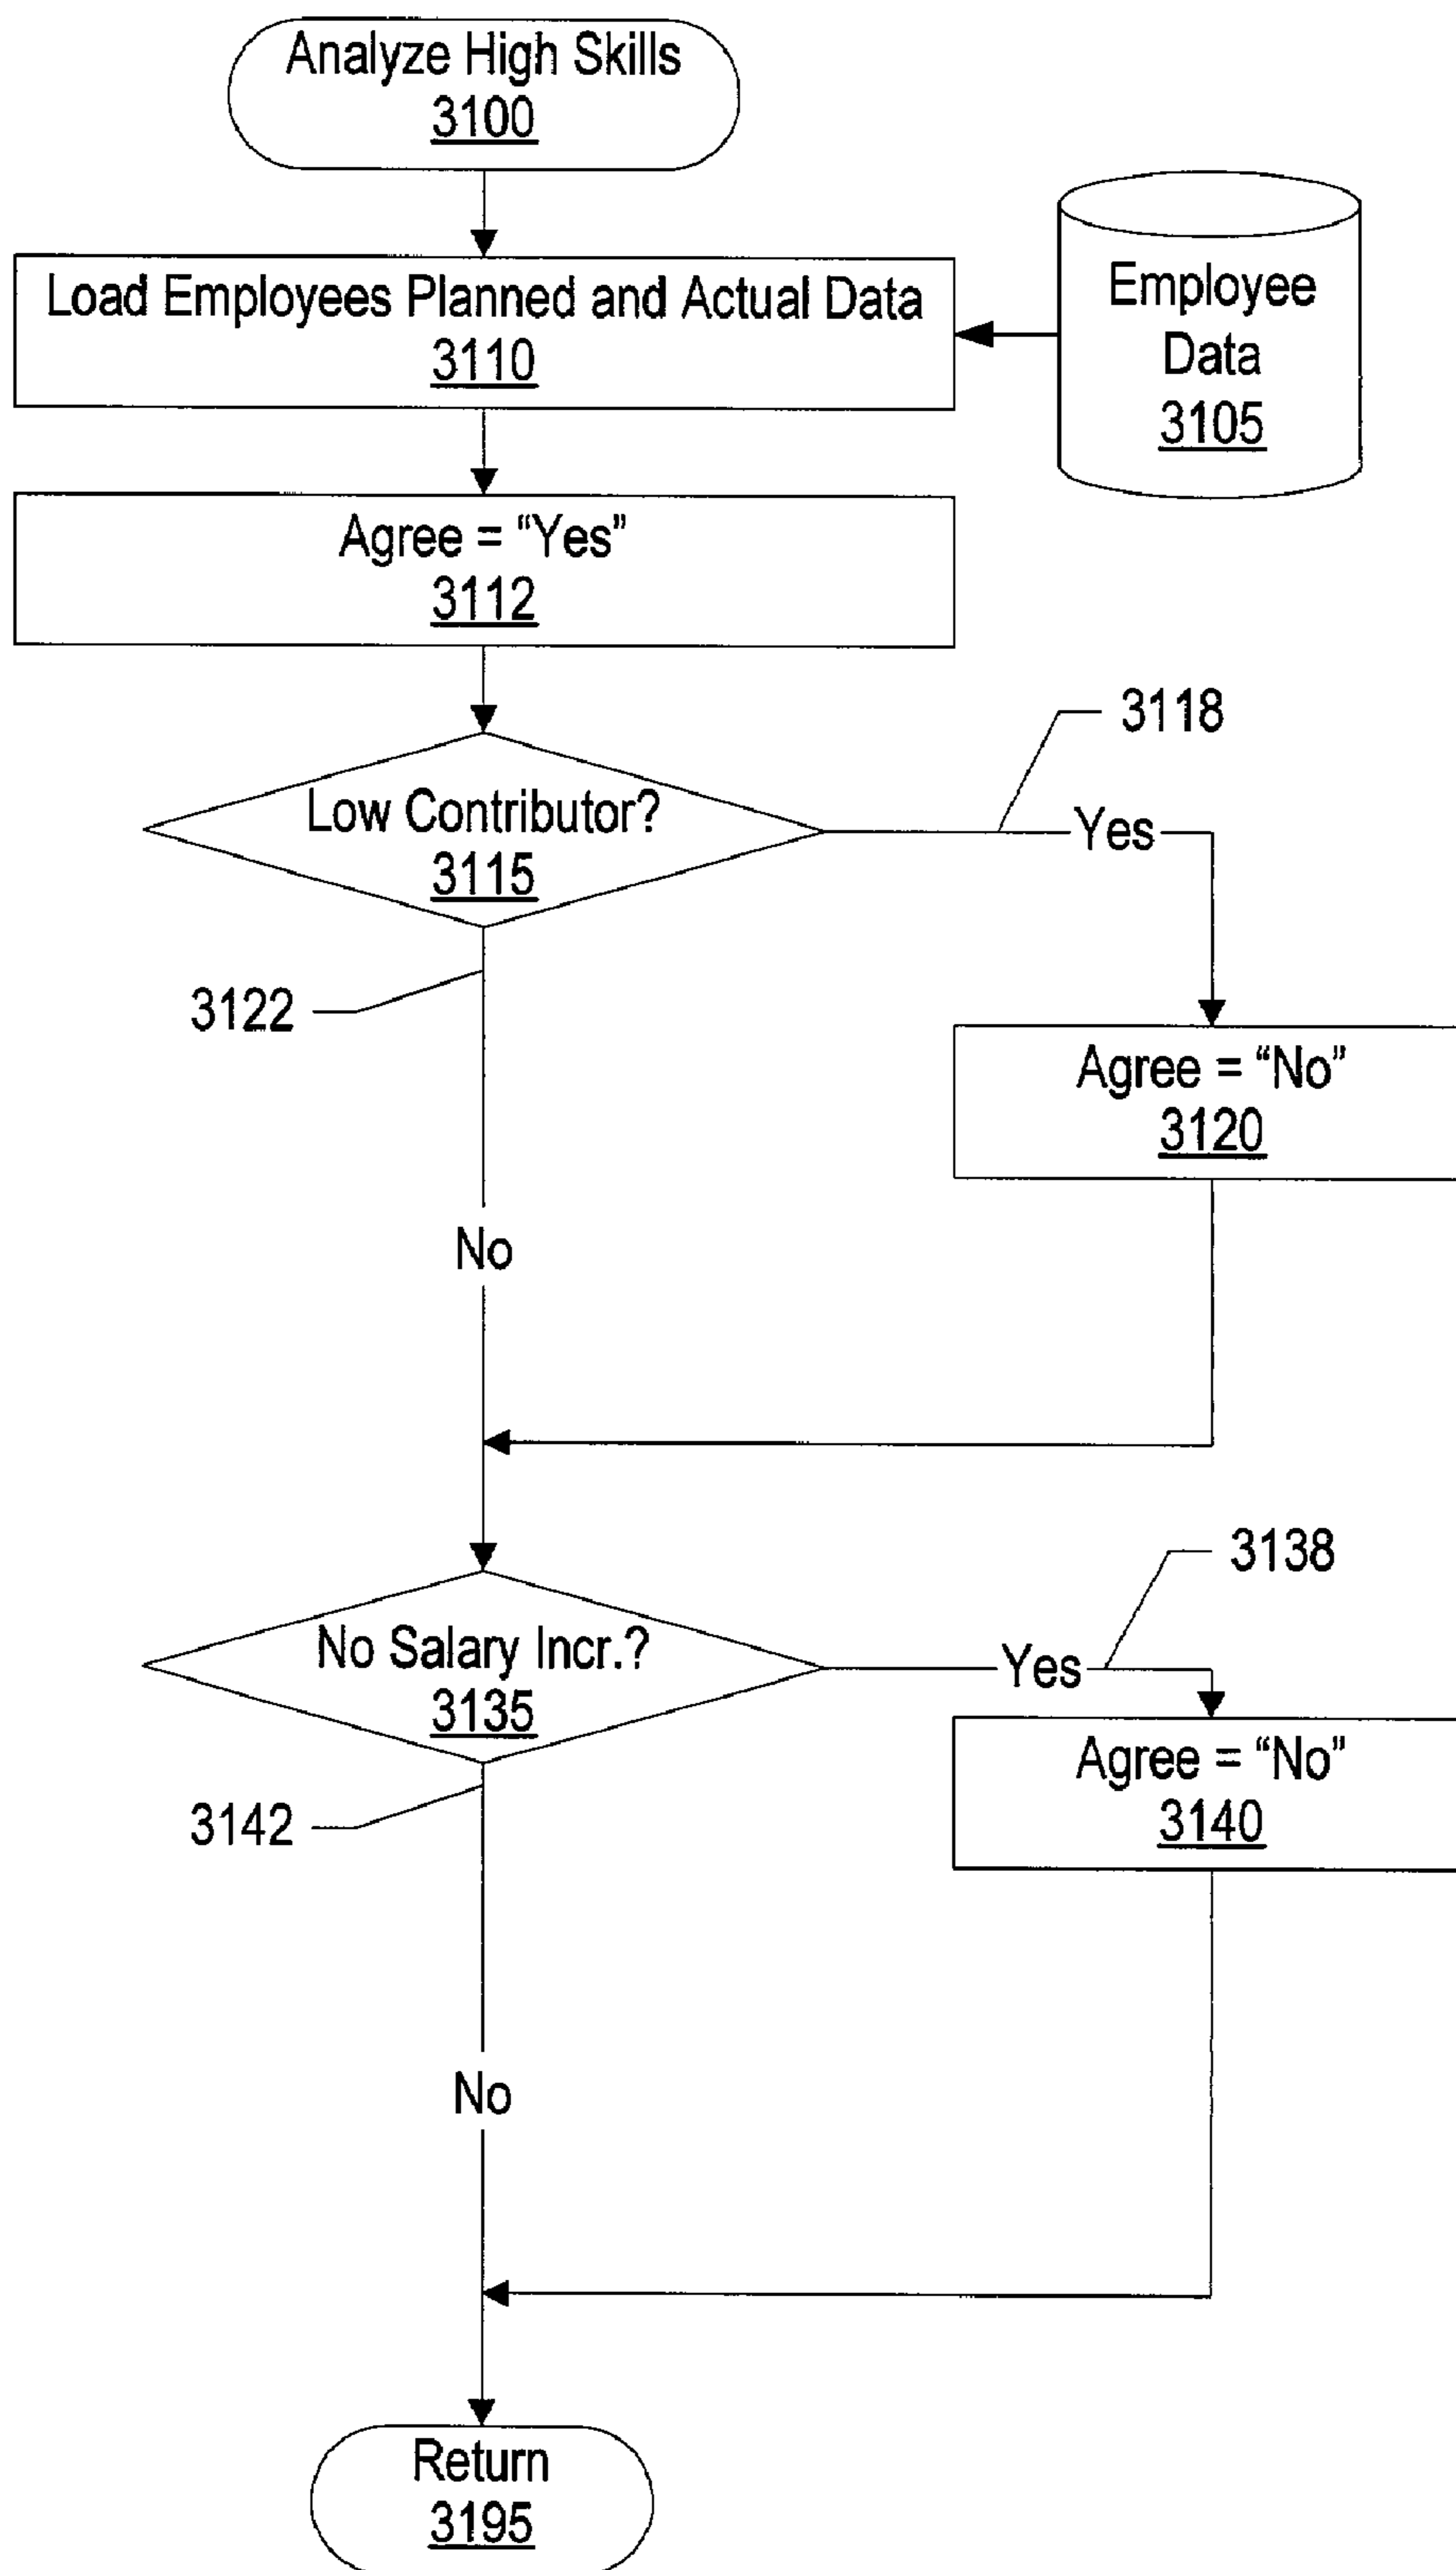 Analyze High Skills
3100
Load Employees Planned and Actual Data
3110
Employee
Data
3105
Agree = “Yes”
3112
3118
Low Contributor?
3115
Yes
3122
Agree = “No”
3120
No
3138
No Salary Incr.?
3135
Yes
Agree = “No”
3140
3142
No
Return
3195